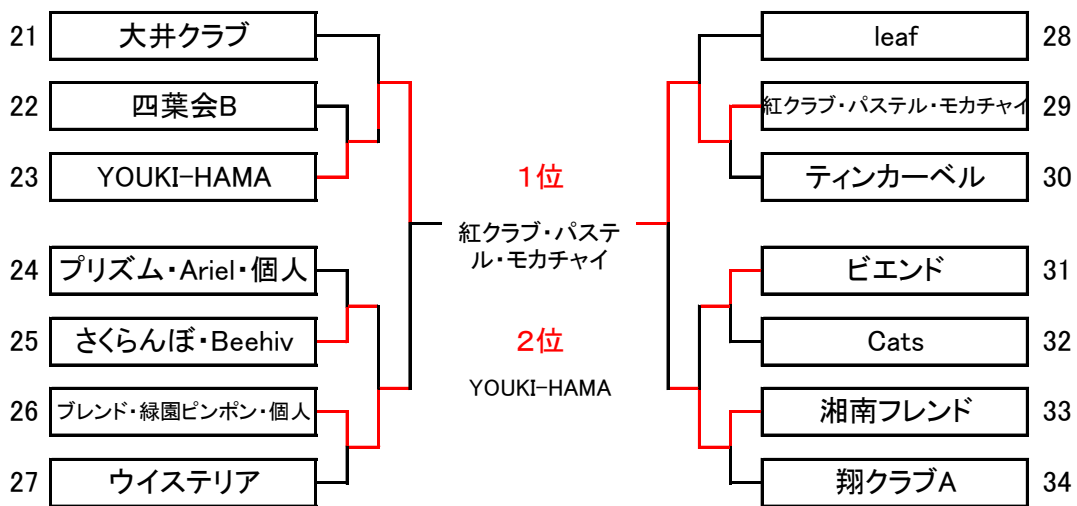 21 大井クラブ
22 四葉会B
23 YOUKI-HAMA
24 プリズム・Ariel・個人
25 さくらんぼ・Beehiv
26 ブレンド・緑園ピンポン・個人
27 ウイステリア
1位
紅クラブ・パステ
ル・モカチャイ
2位
YOUKI-HAMA
leaf 28
紅クラブ・パステル・モカチャイ 29
ティンカーベル 30
ビエンド 31
Cats 32
湘南フレンド 33
翔クラブA 34